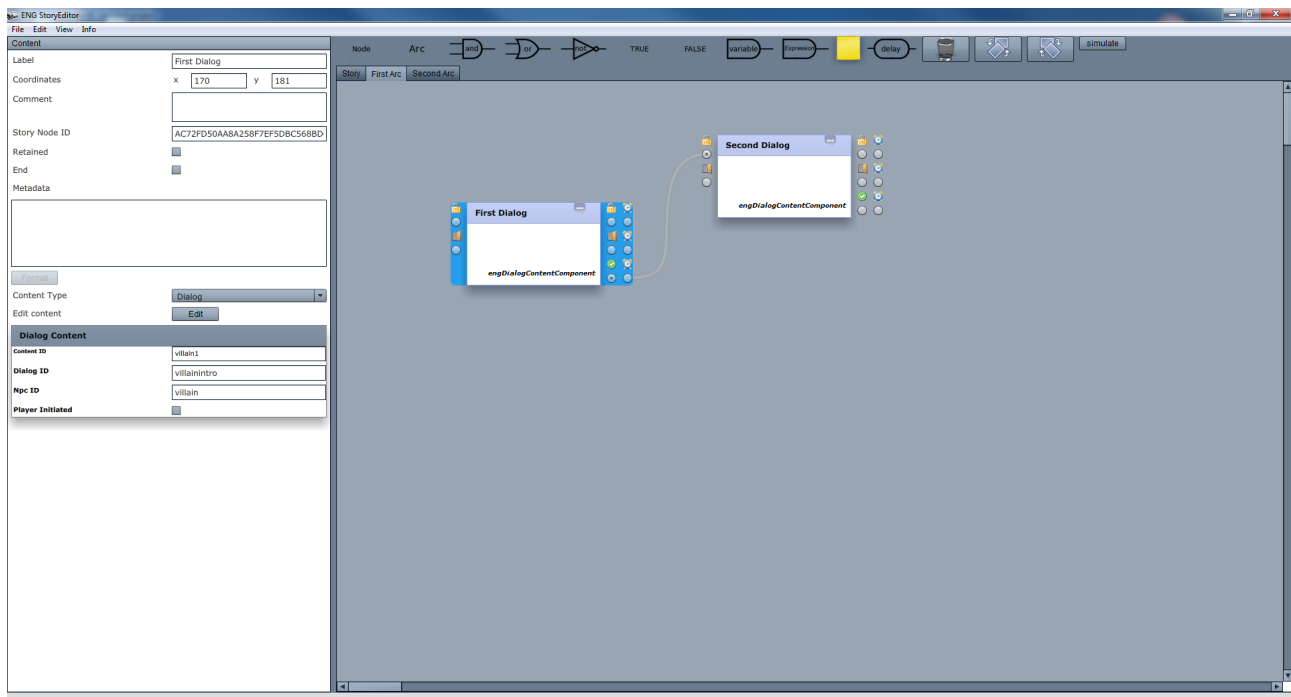 ENG StoryEditor
File Edit View Info
Content
Node Arc and or not TRUE FALSE variable Expression delay simulate
Story First Arc Second Arc
Label First Dialog
Coordinates x 170 y 181
Comment
Story Node ID AC72FD50AA8A258F7EF5DBC568BD
Retained
End
Metadata
Format
Content Type Dialog
Edit content Edit
Dialog Content
Content ID villain1
Dialog ID villainintro
Npc ID villain
Player Initiated
First Dialog
engDialogContentComponent
Second Dialog
engDialogContentComponent